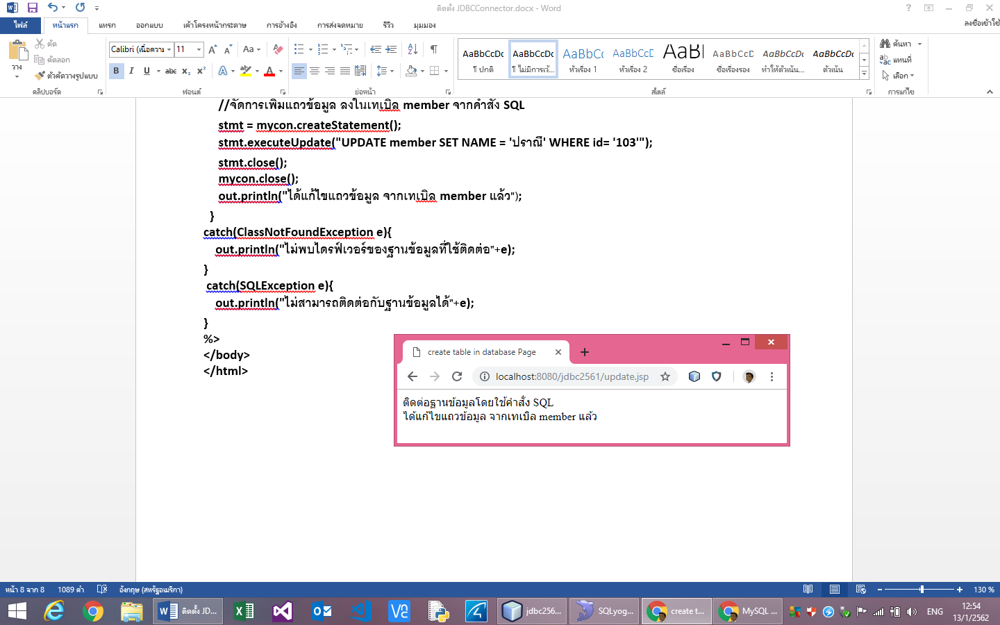 ติดตั้ง JDBCConnector.docx - Word
ไฟล์ หน้าแรก แทรก ออกแบบ เค้าโครงหน้ากระดาษ การอ้างอิง การส่งจดหมาย รีวิว มุมมอง ลงชื่อเข้าใช้
วาง
ตัด
คัดลอก
ตัวคัดวางรูปแบบ
คลิปบอร์ด
Calibri (เนื้อความ 11
ฟอนต์
ย่อหน้า
AaBbCcDc AaBbCcDc AaBbCc AaBbCcD AaBl AaBbCcD AaBbCcDc AaBbCcDc
¶ ปกติ ¶ ไม่มีการเว้... หัวเรื่อง 1 หัวเรื่อง 2 ชื่อเรื่อง ชื่อเรื่องรอง ทำให้ตัวเน้น... ตัวเน้น
สไตล์
ค้นหา
แทนที่
เลือก
การแก้ไข
//จัดการเพิ่มแถวข้อมูล ลงในเทเบิล member จากคำสั่ง SQL
stmt = mycon.createStatement();
stmt.executeUpdate("UPDATE member SET NAME = 'ปราณี' WHERE id= '103'");
stmt.close();
mycon.close();
out.println("ได้แก้ไขแถวข้อมูล จากเทเบิล member แล้ว");
}
catch(ClassNotFoundException e){
out.println("ไม่พบไดรฟ์เวอร์ของฐานข้อมูลที่ใช้ติดต่อ"+e);
}
catch(SQLException e){
out.println("ไม่สามารถติดต่อกับฐานข้อมูลได้"+e);
}
%>
</body>
</html>
create table in database Page
localhost:8080/jdbc2561/update.jsp
ติดต่อฐานข้อมูลโดยใช้คำสั่ง SQL
ได้แก้ไขแถวข้อมูล จากเทเบิล member แล้ว
หน้า 8 จาก 8 1089 คำ อังกฤษ (สหรัฐอเมริกา) 130 %
ติดตั้ง JD... jdbc256... SQLyog... create t... MySQL ... ENG
12:54
13/1/2562